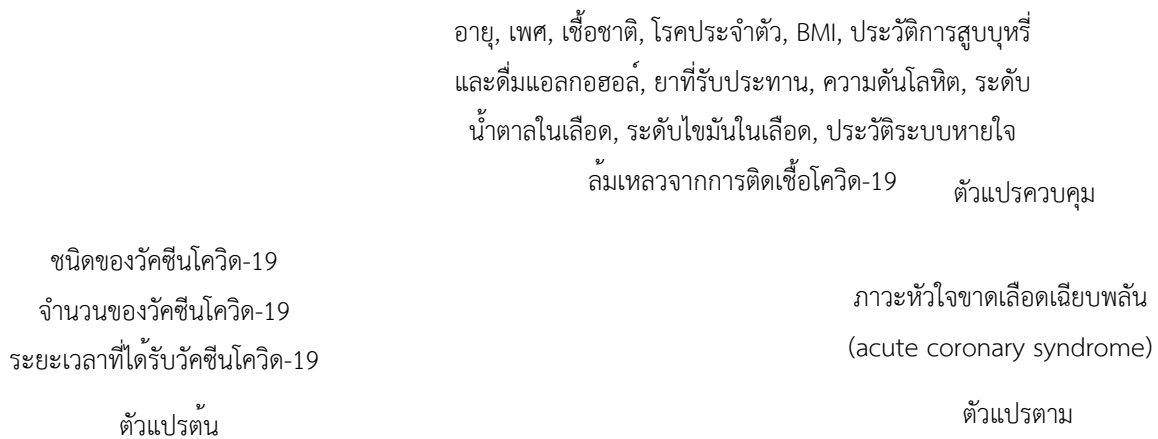 อายุ, เพศ, เชื้อชาติ, โรคประจำตัว, BMI, ประวัติการสูบบุหรี่
และดื่มแอลกอฮอล์, ยาที่รับประทาน, ความดันโลหิต, ระดับ
น้ำตาลในเลือด, ระดับไขมันในเลือด, ประวัติระบบหายใจ
ล้มเหลวจากการติดเชื้อโควิด-19
ตัวแปรควบคุม
ชนิดของวัคซีนโควิด-19
จำนวนของวัคซีนโควิด-19
ระยะเวลาที่ได้รับวัคซีนโควิด-19
ตัวแปรต้น
ภาวะหัวใจขาดเลือดเฉียบพลัน
(acute coronary syndrome)
ตัวแปรตาม